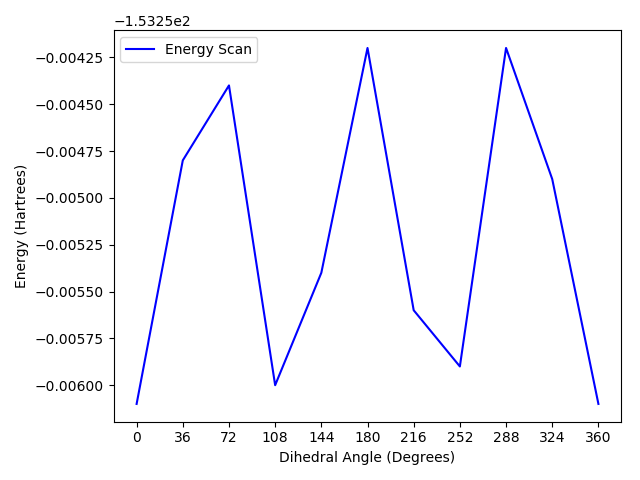 −1.5325e2
Energy Scan
−0.00425
−0.00450
−0.00475
−0.00500
−0.00525
−0.00550
−0.00575
−0.00600
Energy (Hartrees)
0 36 72 108 144 180 216 252 288 324 360
Dihedral Angle (Degrees)